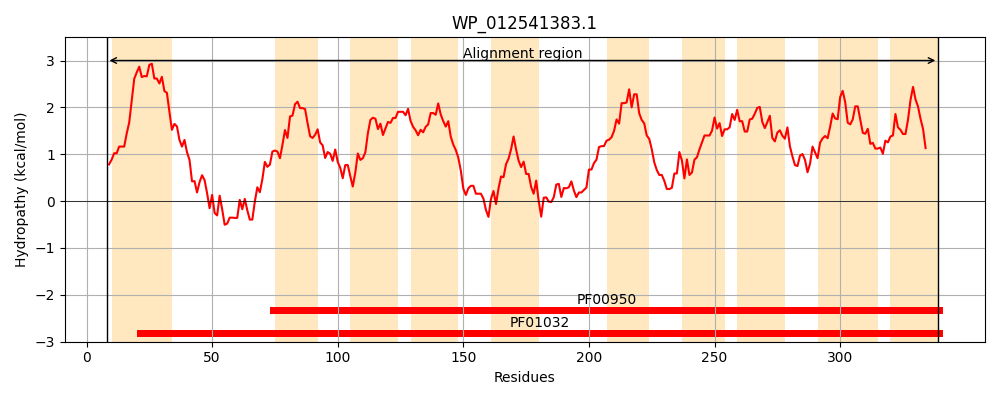 WP_012541383.1
Hydropathy (kcal/mol)
3
2
1
0
−1
−2
−3
Alignment region
PF00950
PF01032
0
50
100
150
200
250
300
Residues